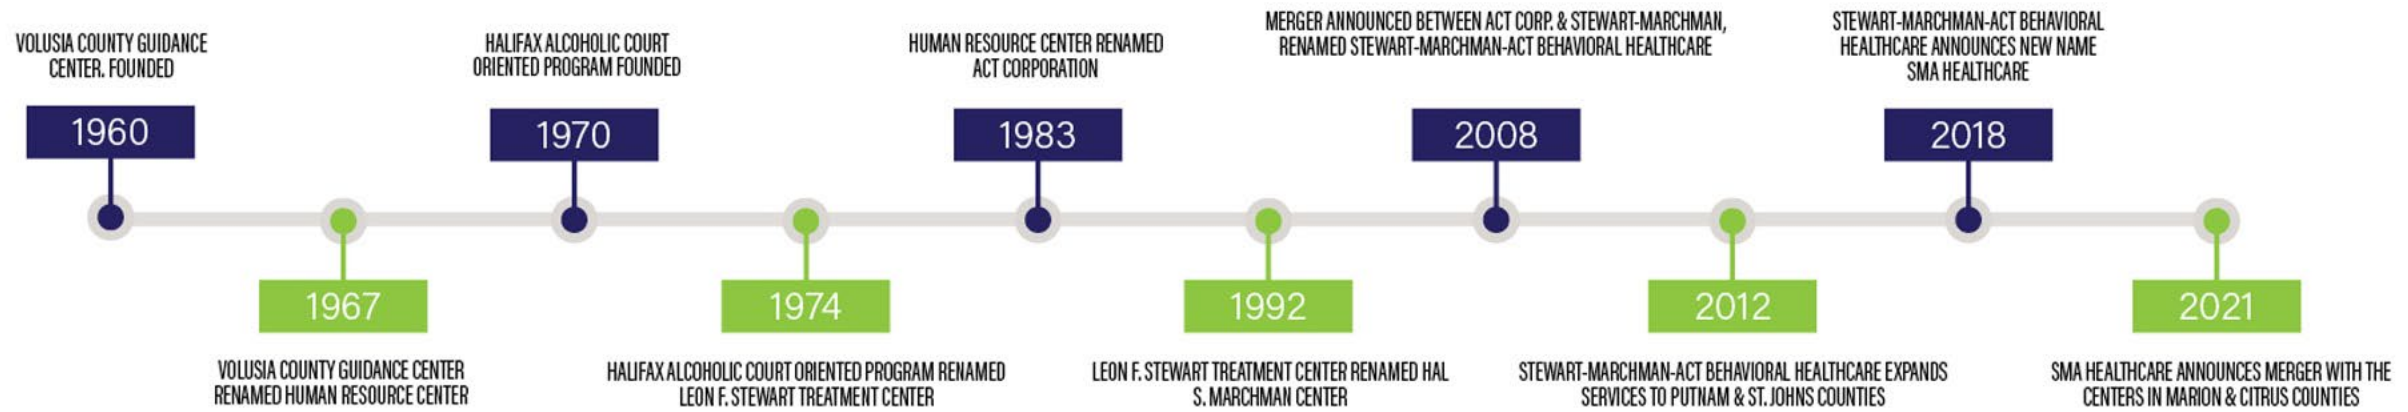 VOLUSIA COUNTY GUIDANCE
CENTER. FOUNDED
1960
1967
VOLUSIA COUNTY GUIDANCE CENTER
RENAMED HUMAN RESOURCE CENTER
HALIFAX ALCOHOLIC COURT
ORIENTED PROGRAM FOUNDED
1970
1974
HALIFAX ALCOHOLIC COURT ORIENTED PROGRAM RENAMED
LEON F. STEWART TREATMENT CENTER
HUMAN RESOURCE CENTER RENAMED
ACT CORPORATION
1983
1992
LEON F. STEWART TREATMENT CENTER RENAMED HAL
S. MARCHMAN CENTER
MERGER ANNOUNCED BETWEEN ACT CORP. & STEWART-MARCHMAN,
RENAMED STEWART-MARCHMAN-ACT BEHAVIORAL HEALTHCARE
2008
2012
STEWART-MARCHMAN-ACT BEHAVIORAL HEALTHCARE EXPANDS
SERVICES TO PUTNAM & ST. JOHNS COUNTIES
STEWART-MARCHMAN-ACT BEHAVIORAL
HEALTHCARE ANNOUNCES NEW NAME
SMA HEALTHCARE
2018
2021
SMA HEALTHCARE ANNOUNCES MERGER WITH THE
CENTERS IN MARION & CITRUS COUNTIES